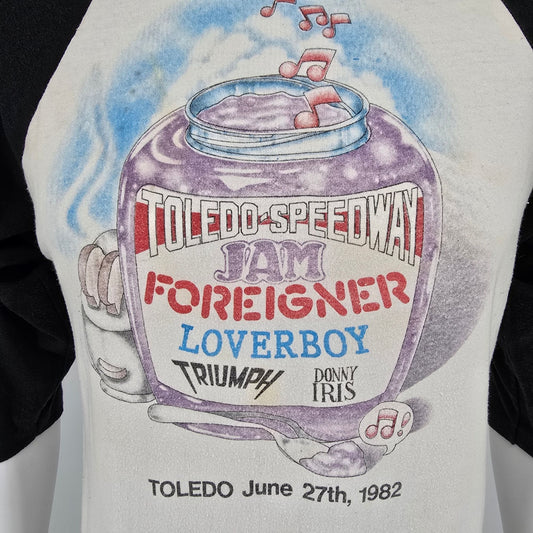 TOLEDO-SPEEDWAY
JAM
FOREIGNER
LOVERBOY
TRIUMPH
DONNY
IRIS
TOLEDO June 27th, 1982